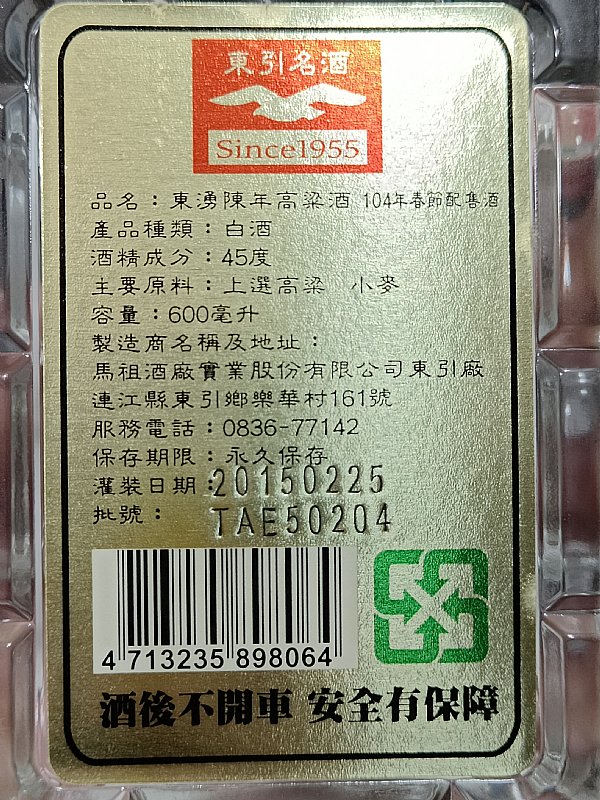 東引名酒
Since1955
品名：東湧陳年高粱酒 104年春節配售酒
產品種類：白酒
酒精成分：45度
主要原料：上選高粱 小麥
容量：600毫升
製造商名稱及地址：
馬祖酒廠實業股份有限公司東引廠
連江縣東引鄉樂華村161號
服務電話：0836-77142
保存期限：永久保存
灌裝日期：20150225
批號：TAE50204
4 713235 898064
酒後不開車 安全有保障